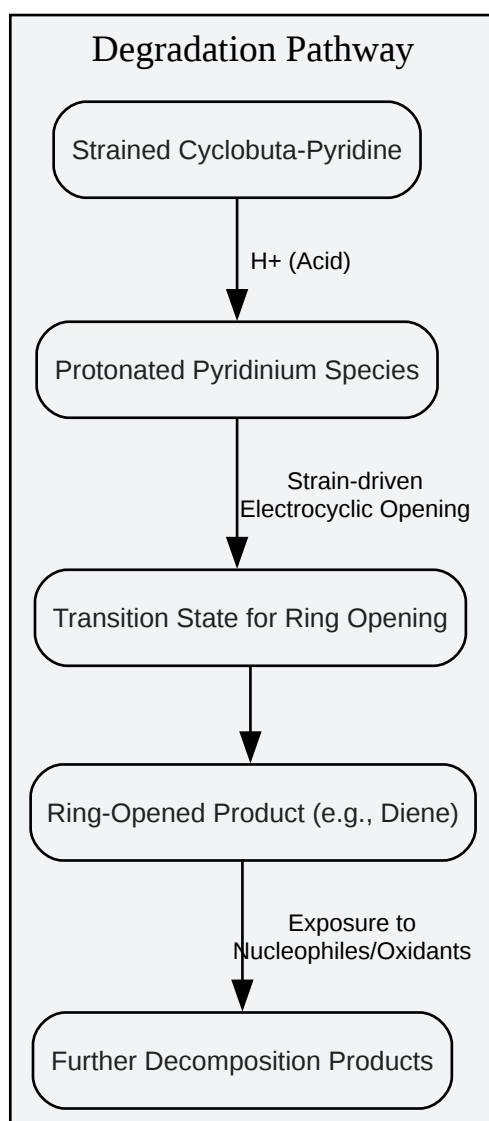 Degradation Pathway
Strained Cyclobuta-Pyridine
H+ (Acid)
Protonated Pyridinium Species
Strain-driven
Electrocyclic Opening
Transition State for Ring Opening
Ring-Opened Product (e.g., Diene)
Exposure to
Nucleophiles/Oxidants
Further Decomposition Products